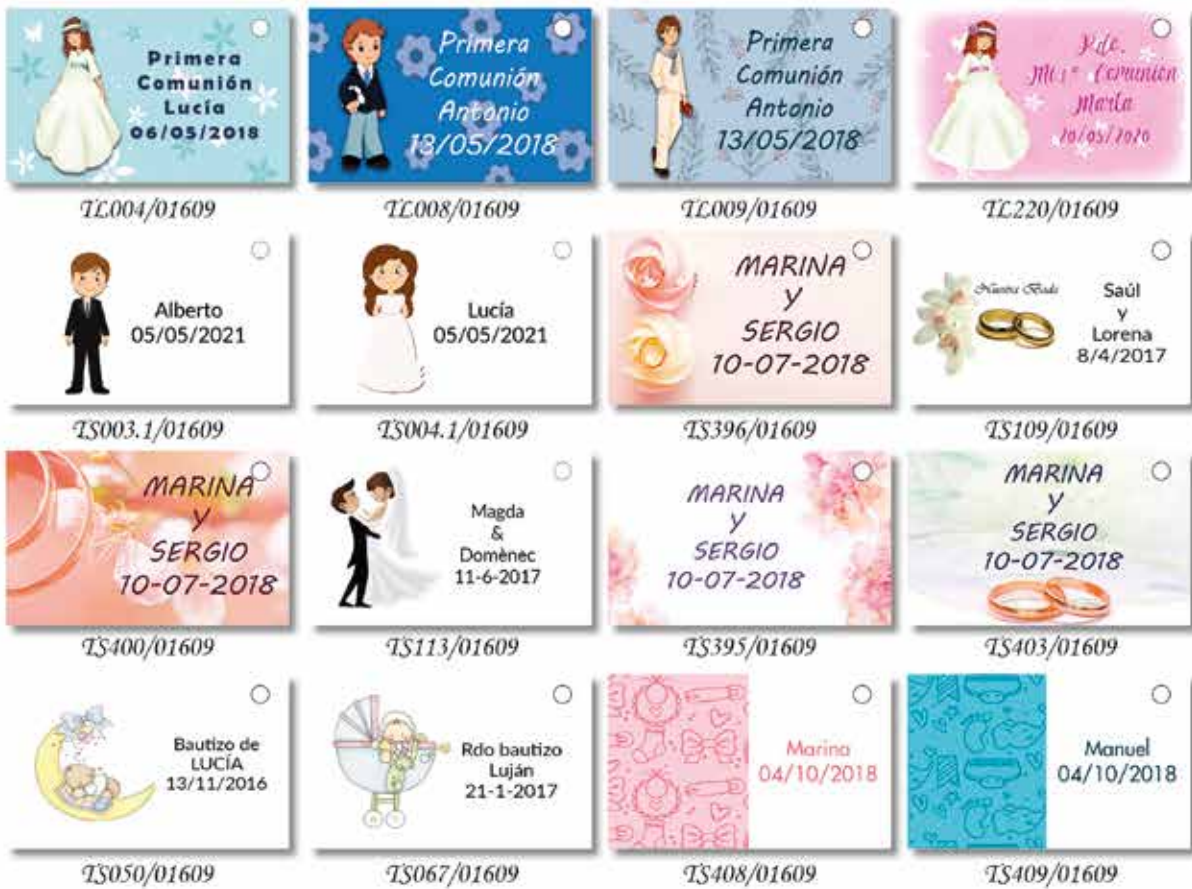 Primera
Comunión
Lucía
06/05/2018
Primera
Comunión
Antonio
13/05/2018
Primera
Comunión
Antonio
13/05/2018
Rdo.
Mi 1ª Comunión
Marta
20/05/2020
TL004/01609
TL008/01609
TL009/01609
TL220/01609
Alberto
05/05/2021
Lucía
05/05/2021
MARINA
Y
SERGIO
10-07-2018
Nuestra Boda
Saúl
y
Lorena
8/4/2017
TS003.1/01609
TS004.1/01609
TS396/01609
TS109/01609
MARINA
Y
SERGIO
10-07-2018
Magda
&
Domènec
11-6-2017
MARINA
Y
SERGIO
10-07-2018
MARINA
Y
SERGIO
10-07-2018
TS400/01609
TS113/01609
TS395/01609
TS403/01609
Bautizo de
LUCÍA
13/11/2016
Rdo bautizo
Luján
21-1-2017
Marina
04/10/2018
Manuel
04/10/2018
TS050/01609
TS067/01609
TS408/01609
TS409/01609